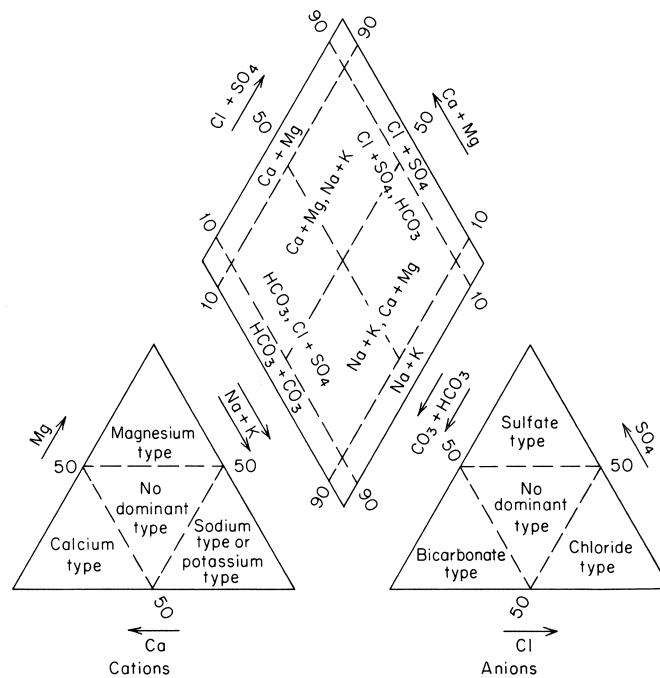 90
90
Cl + SO₄
50
Ca + Mg
50
Ca + Mg
Cl + SO₄
Ca + Mg, Na + K
Cl + SO₄, HCO₃
10
10
10
10
HCO₃, Cl + SO₄
Na + K, Ca + Mg
HCO₃ + CO₃
Na + K
Na + K
CO₃ + HCO₃
90
90
Mg
50
50
Magnesium
type
No
dominant
type
Calcium
type
Sodium
type or
potassium
type
50
Ca
Cations
SO₄
50
50
Sulfate
type
No
dominant
type
Bicarbonate
type
Chloride
type
50
Cl
Anions